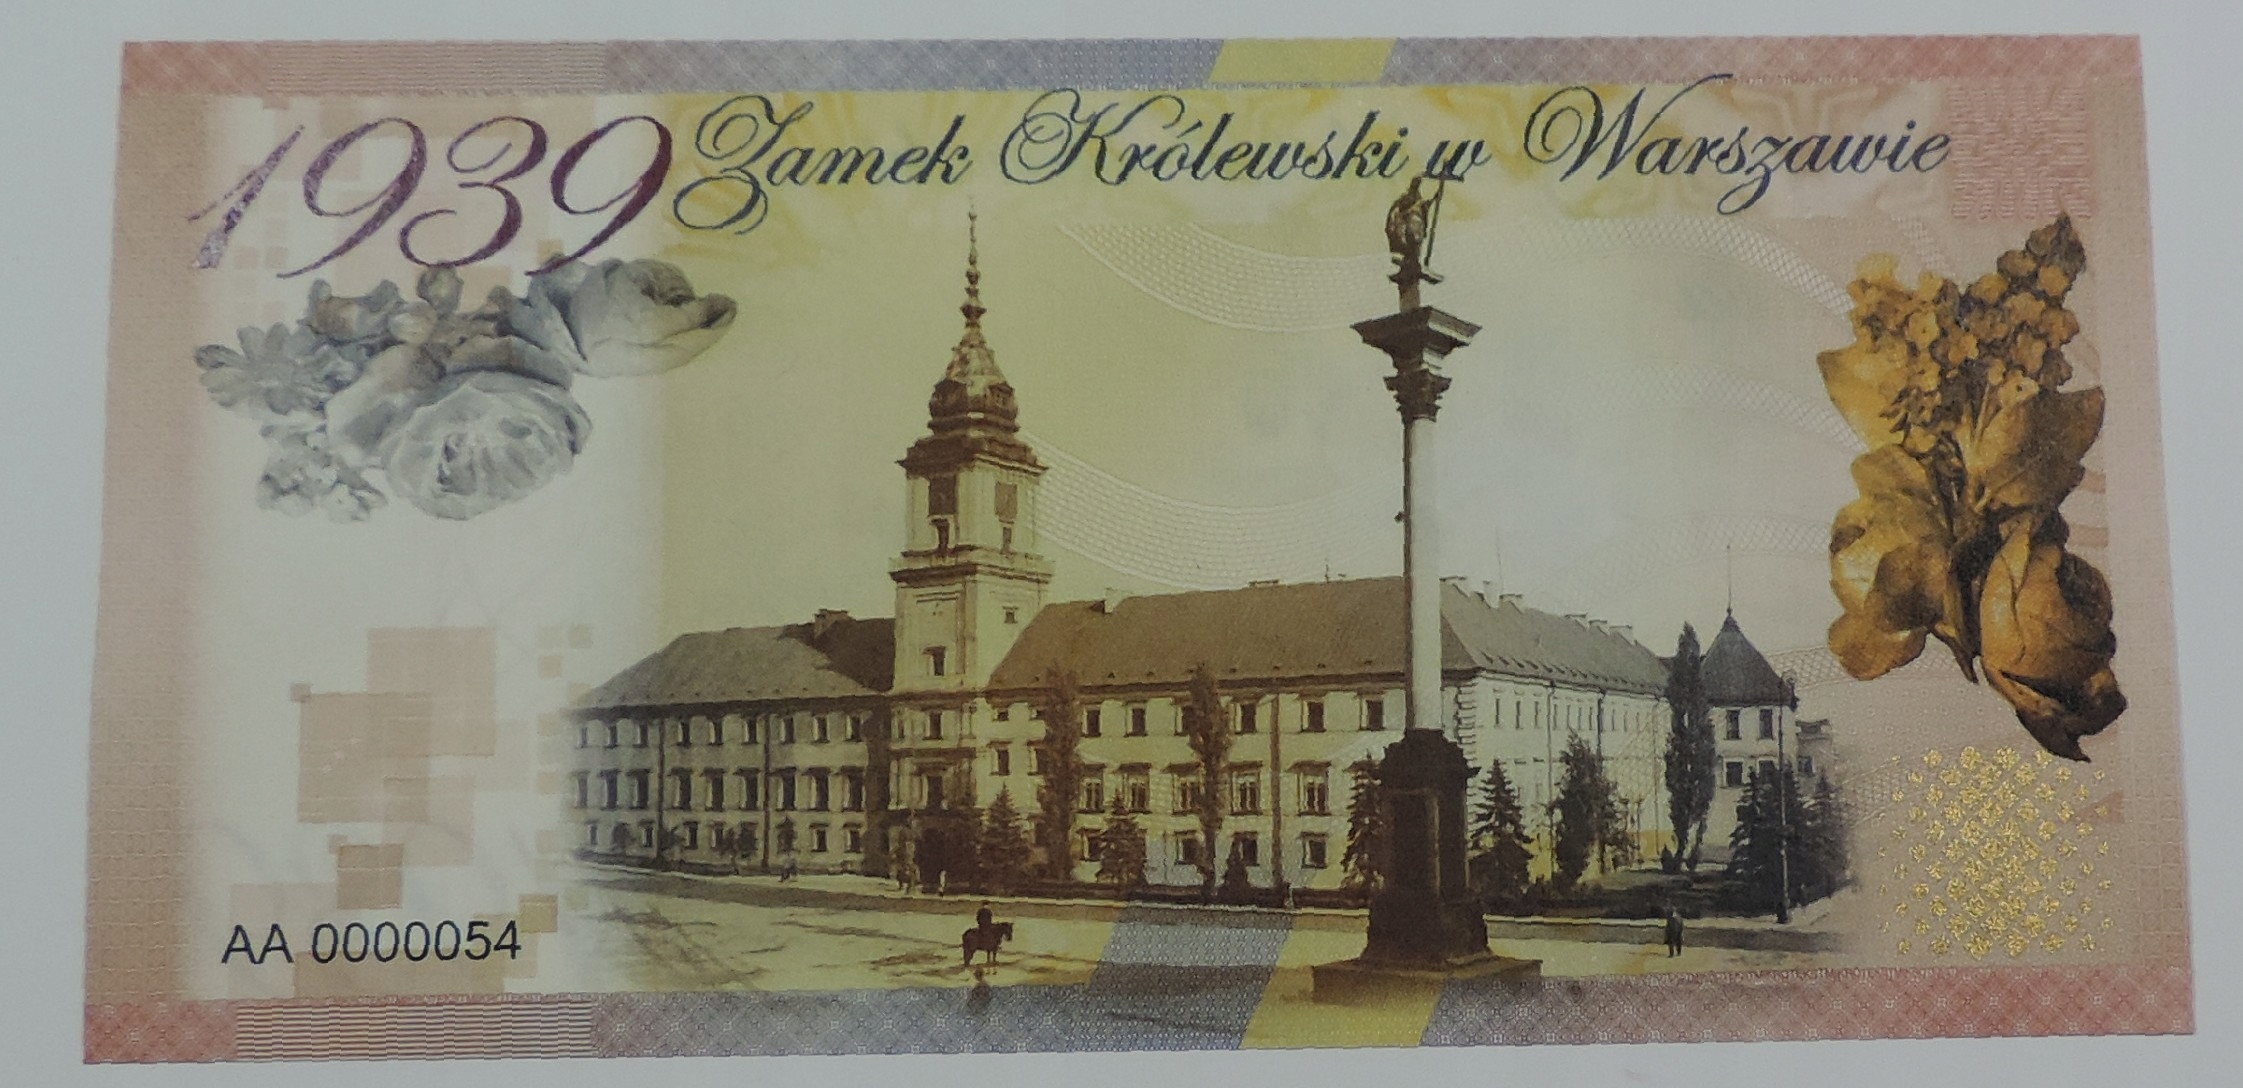 1939 Zamek Królewski w Warszawie
AA 0000054